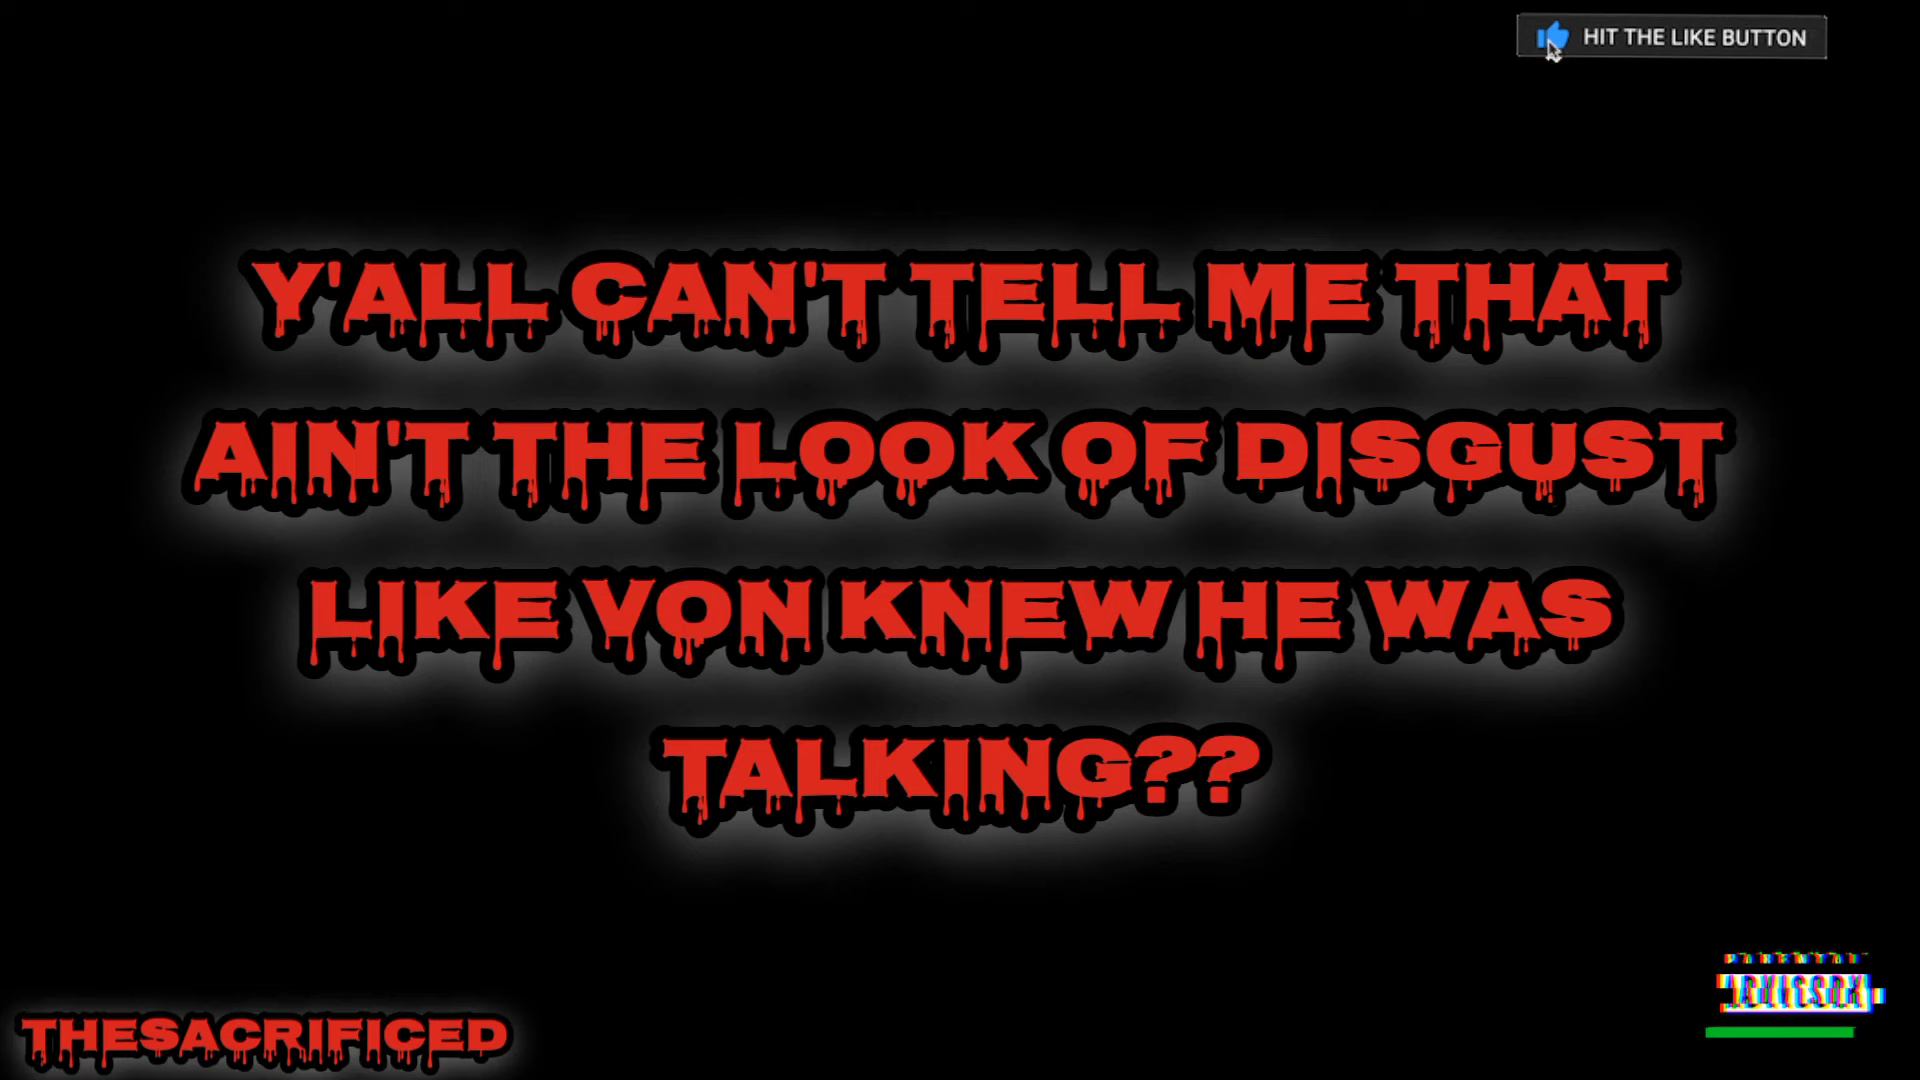 HIT THE LIKE BUTTON
Y'ALL CAN'T TELL ME THAT
AIN'T THE LOOK OF DISGUST
LIKE VON KNEW HE WAS
TALKING??
THESACRIFICED